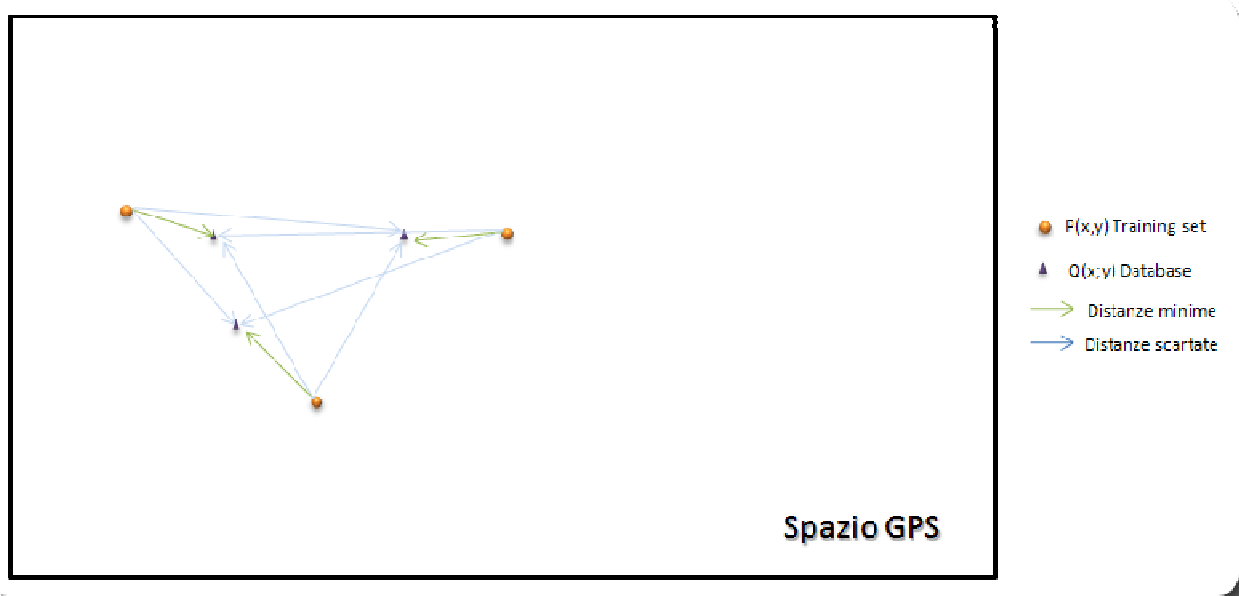 P(x,y) Training set
Q(x,y) Database
Distanze minime
Distanze scartate
Spazio GPS